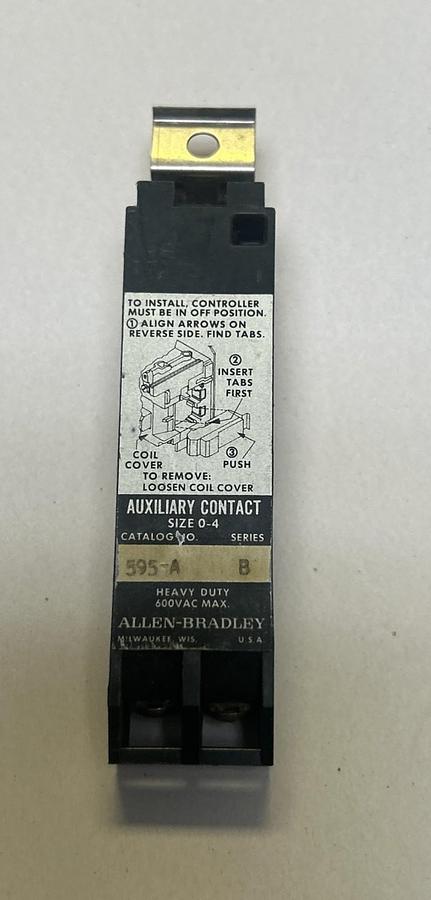 TO INSTALL, CONTROLLER
MUST BE IN OFF POSITION.
① ALIGN ARROWS ON
REVERSE SIDE. FIND TABS.
②
INSERT
TABS
FIRST
COIL
COVER
③
PUSH
TO REMOVE:
LOOSEN COIL COVER
AUXILIARY CONTACT
SIZE 0-4
CATALOG NO. SERIES
595-A B
HEAVY DUTY
600VAC MAX.
ALLEN-BRADLEY
MILWAUKEE, WIS. U.S.A.